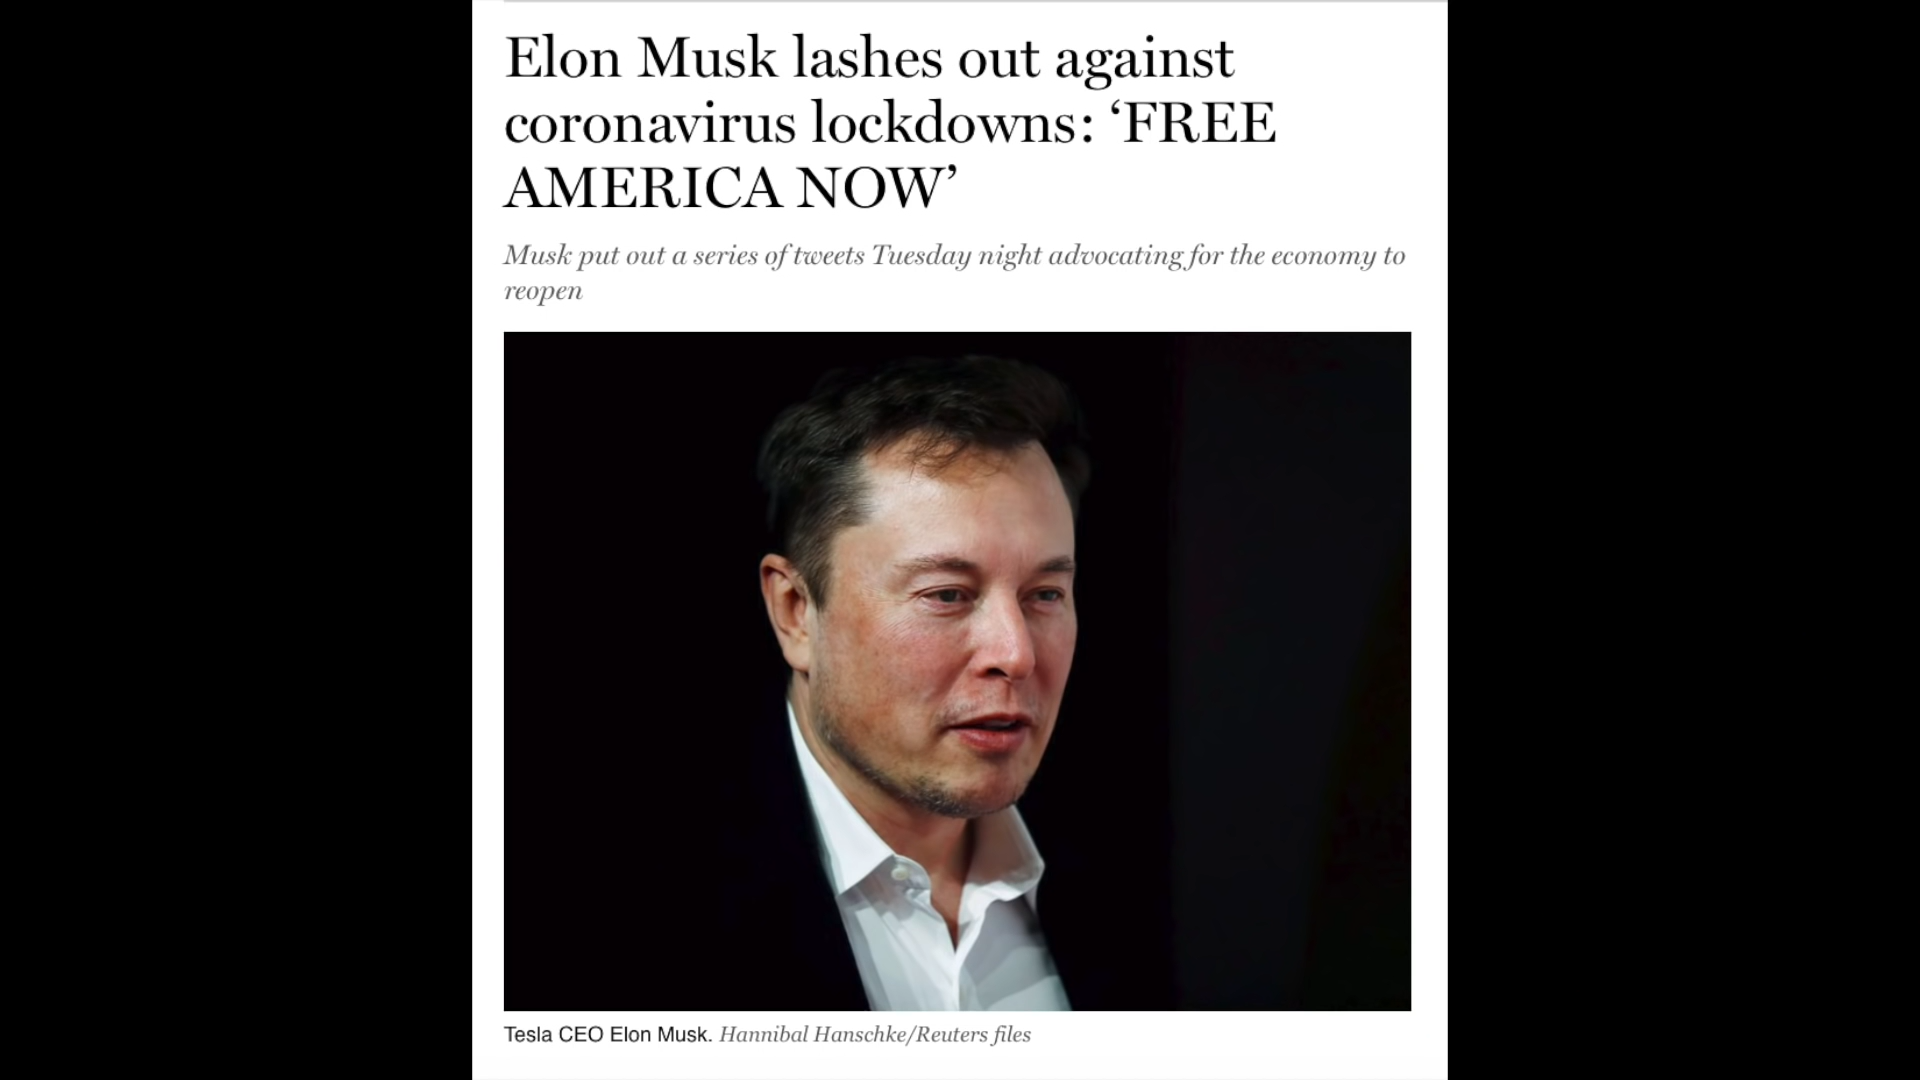 Elon Musk lashes out against
coronavirus lockdowns: ‘FREE
AMERICA NOW’
Musk put out a series of tweets Tuesday night advocating for the economy to
reopen
Tesla CEO Elon Musk. Hannibal Hanschke/Reuters files